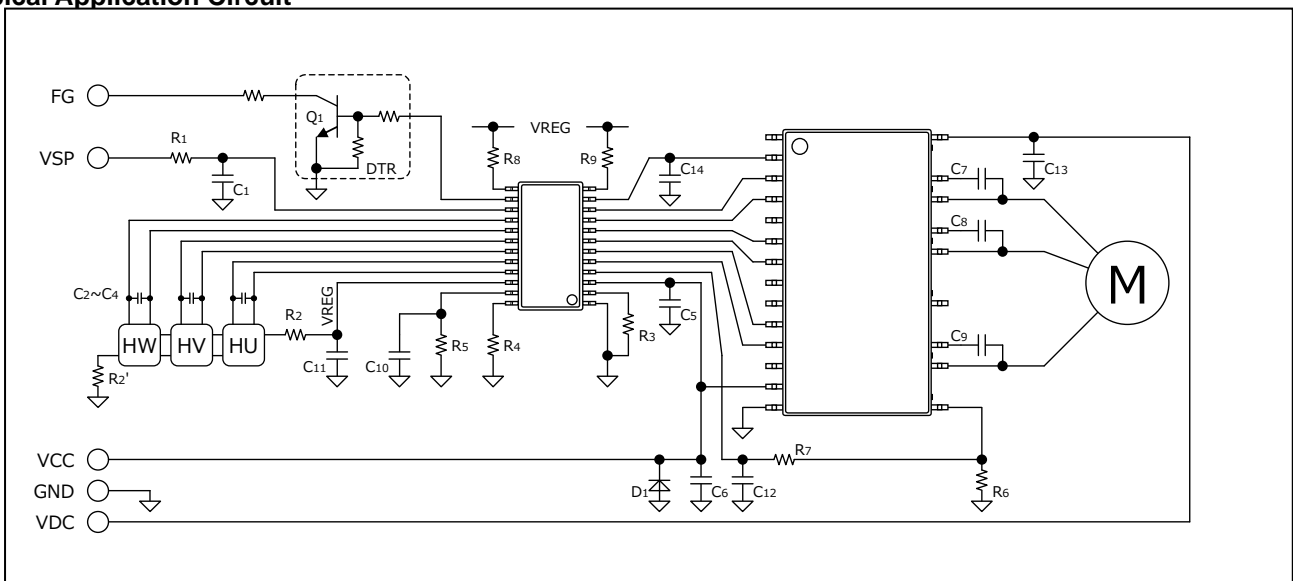 pical Application Circuit
FG
Q1
DTR
VREG
R1
VSP
C1
R8
R9
C14
C7
C13
C8
M
C2~C4
R2
VREG
C5
R3
HW
HV
HU
R2'
C11
C10
R5
R4
C9
VCC
R7
D1
C6
C12
R6
GND
VDC